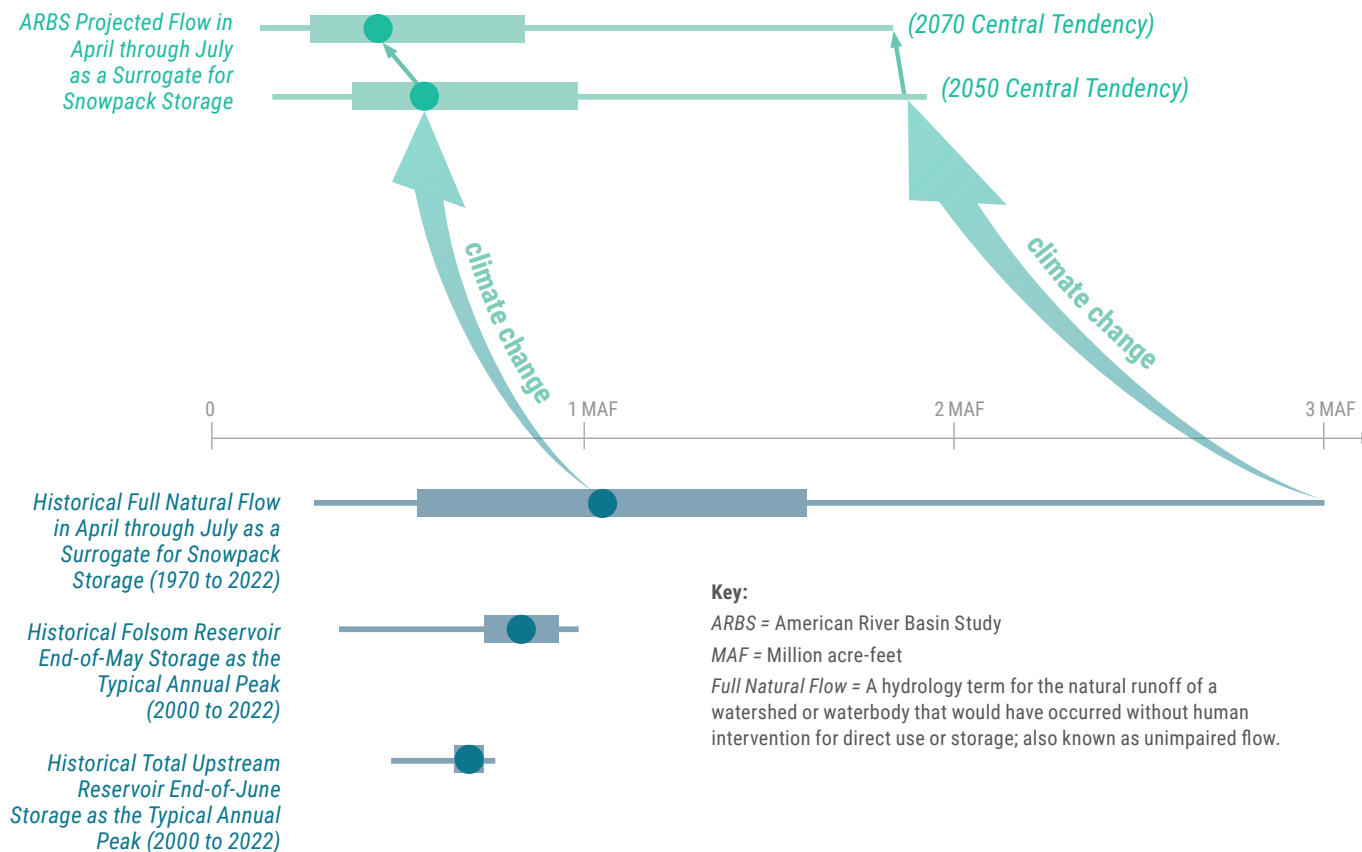 ARBS Projected Flow in
April through July
as a Surrogate for
Snowpack Storage
(2070 Central Tendency)
(2050 Central Tendency)
climate change
climate change
0
1 MAF
2 MAF
3 MAF
Historical Full Natural Flow
in April through July as a
Surrogate for Snowpack
Storage (1970 to 2022)
Historical Folsom Reservoir
End-of-May Storage as the
Typical Annual Peak
(2000 to 2022)
Historical Total Upstream
Reservoir End-of-June
Storage as the Typical Annual
Peak (2000 to 2022)
Key:
ARBS = American River Basin Study
MAF = Million acre-feet
Full Natural Flow = A hydrology term for the natural runoff of a
watershed or waterbody that would have occurred without human
intervention for direct use or storage; also known as unimpaired flow.